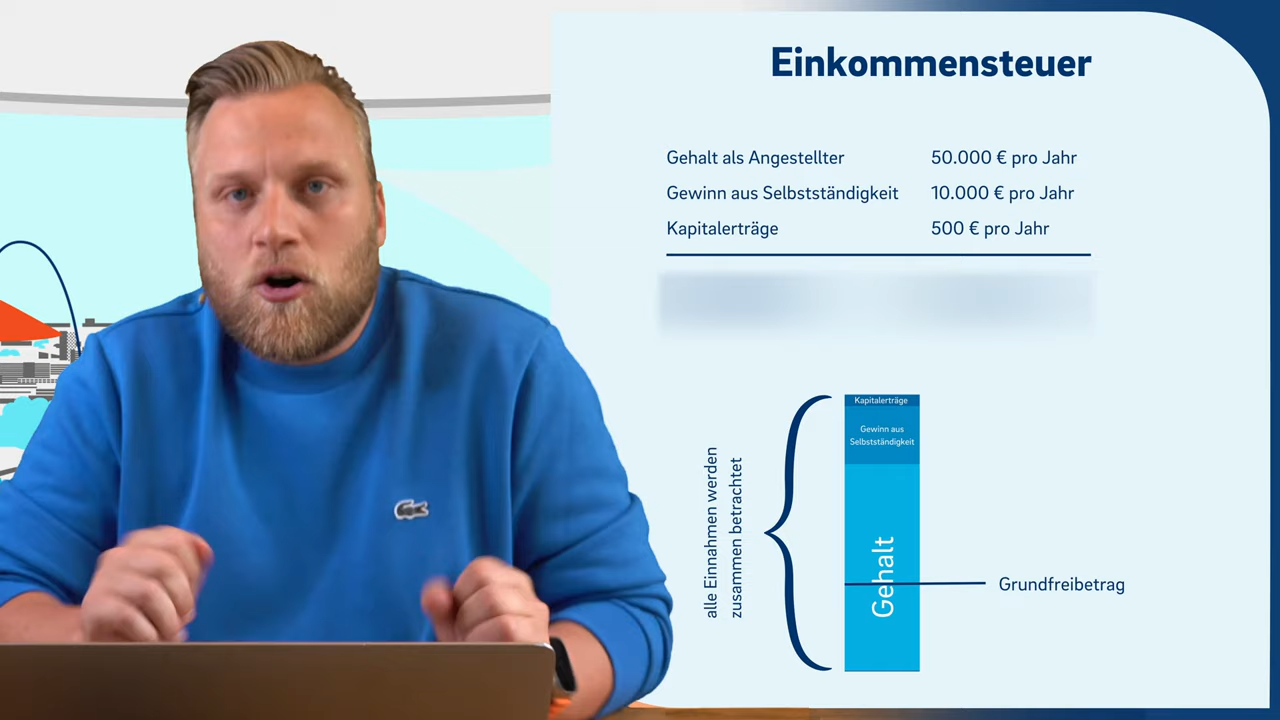 Einkommensteuer
Gehalt als Angestellter 50.000 € pro Jahr
Gewinn aus Selbstständigkeit 10.000 € pro Jahr
Kapitalerträge 500 € pro Jahr
alle Einnahmen werden
zusammen betrachtet
Kapitalerträge
Gewinn aus
Selbstständigkeit
Gehalt
Grundfreibetrag